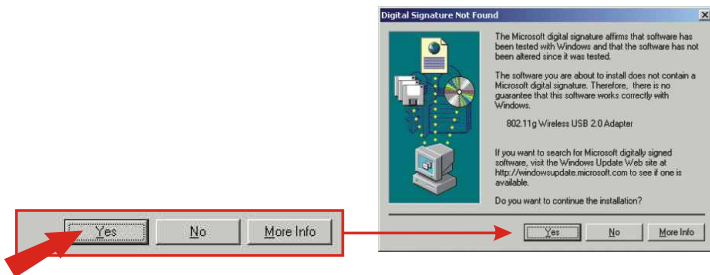 Digital Signature Not Found
The Microsoft digital signature affirms that software has
been tested with Windows and that the software has not
been altered since it was tested.
The software you are about to install does not contain a
Microsoft digital signature. Therefore, there is no
guarantee that this software works correctly with
Windows.
802.11g Wireless USB 2.0 Adapter
If you want to search for Microsoft digitally signed
software, visit the Windows Update Web site at
http://windowsupdate.microsoft.com to see if one is
available.
Do you want to continue the installation?
Yes No More Info
Yes No More Info